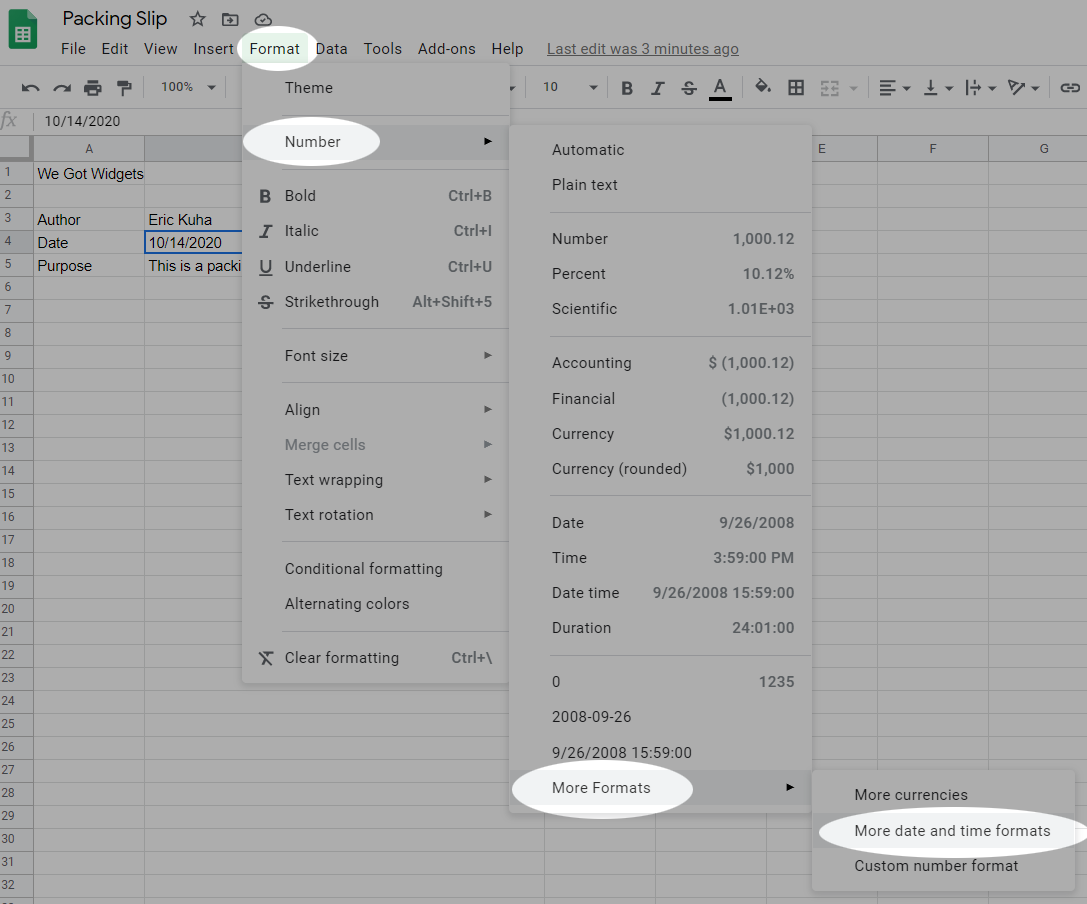 Packing Slip
File Edit View Insert Format Data Tools Add-ons Help Last edit was 3 minutes ago
100% 10 B I S A
fx 10/14/2020
A E F G
1 We Got Widgets
2
3 Author Eric Kuha
4 Date 10/14/2020
5 Purpose This is a packi
6
7
8
9
10
11
12
13
14
15
16
17
18
19
20
21
22
23
24
25
26
27
28
29
30
31
32
Theme
Number
B Bold Ctrl+B
I Italic Ctrl+I
U Underline Ctrl+U
S Strikethrough Alt+Shift+5
Font size
Align
Merge cells
Text wrapping
Text rotation
Conditional formatting
Alternating colors
Clear formatting Ctrl+\
Automatic
Plain text
Number 1,000.12
Percent 10.12%
Scientific 1.01E+03
Accounting $ (1,000.12)
Financial (1,000.12)
Currency $1,000.12
Currency (rounded) $1,000
Date 9/26/2008
Time 3:59:00 PM
Date time 9/26/2008 15:59:00
Duration 24:01:00
0 1235
2008-09-26
9/26/2008 15:59:00
More Formats
More currencies
More date and time formats
Custom number format